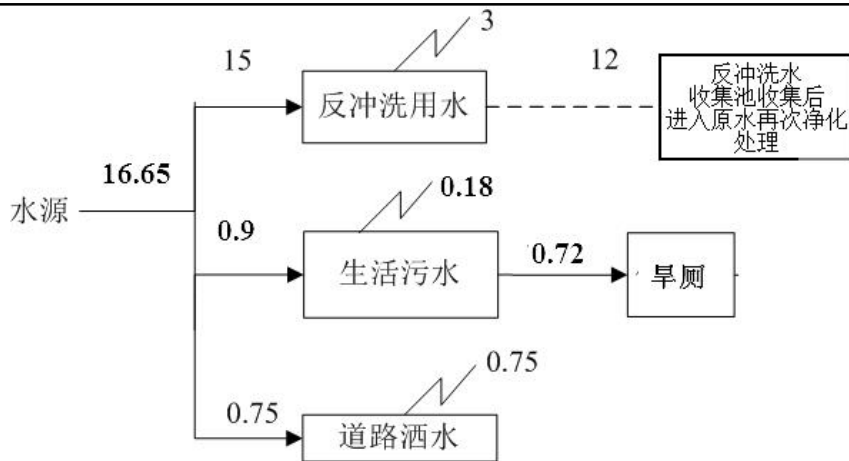 3
15
12
反冲洗用水
反冲洗水
收集池收集后
进入原水再次净化
处理
16.65
水源
0.18
0.9
生活污水
0.72
旱厕
0.75
0.75
道路洒水